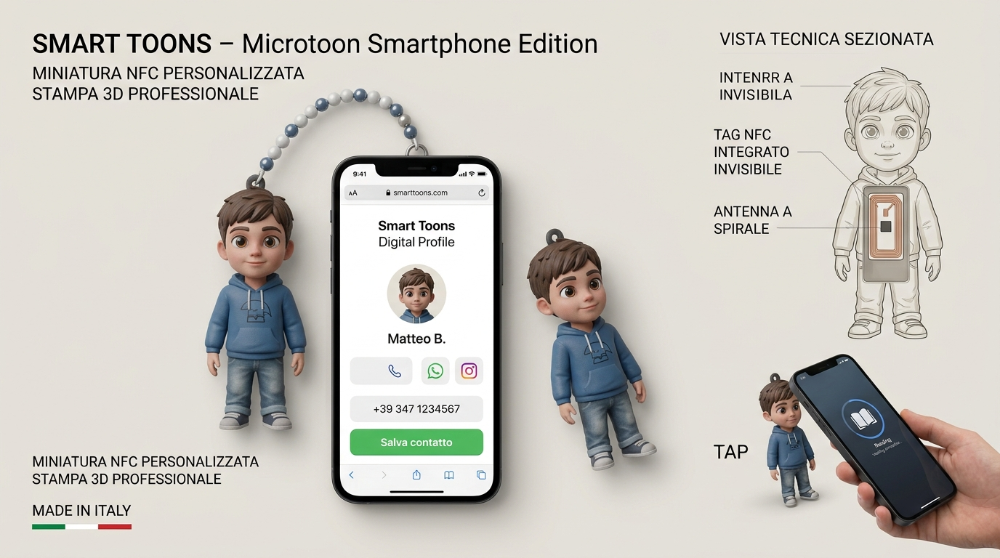 SMART TOONS – Microtoon Smartphone Edition
MINIATURA NFC PERSONALIZZATA
STAMPA 3D PROFESSIONALE
9:41
AA smarttoons.com
Smart Toons
Digital Profile
Matteo B.
+39 347 1234567
Salva contatto
MINIATURA NFC PERSONALIZZATA
STAMPA 3D PROFESSIONALE
MADE IN ITALY
VISTA TECNICA SEZIONATA
INTENRR A
INVISIBILA
TAG NFC
INTEGRATO
INVISIBILE
ANTENNA A
SPIRALE
TAP